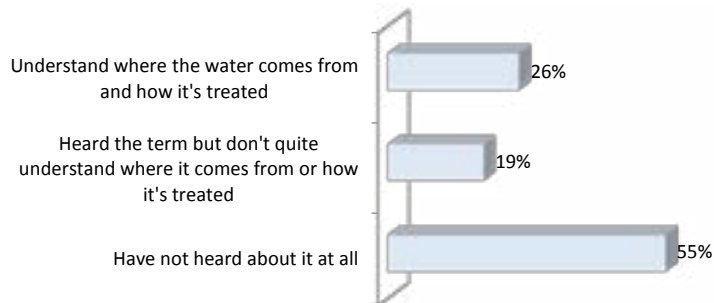 Understand where the water comes from
and how it's treated
26%
Heard the term but don't quite
understand where it comes from or how
it's treated
19%
Have not heard about it at all
55%